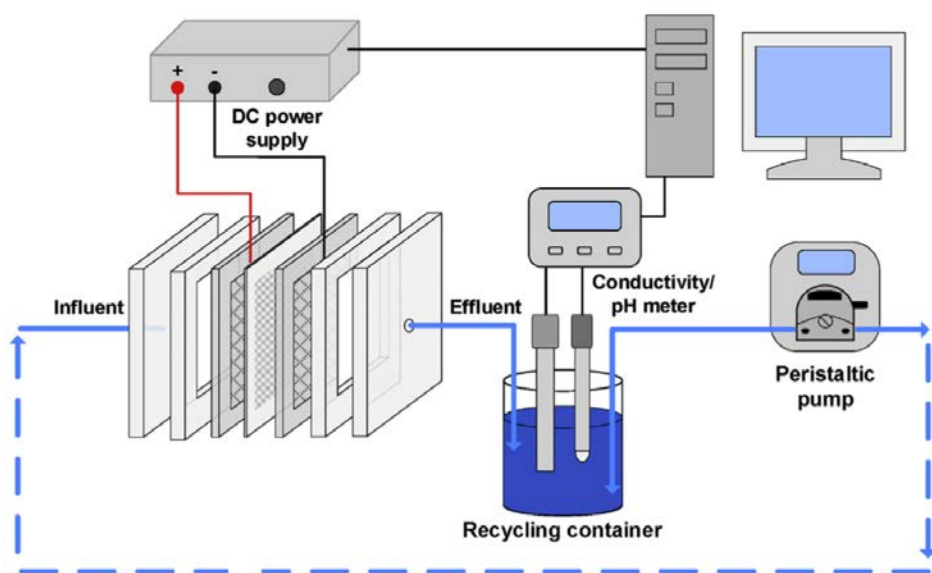 + -
DC power
supply
Influent
Effluent
Conductivity/
pH meter
Peristaltic
pump
Recycling container